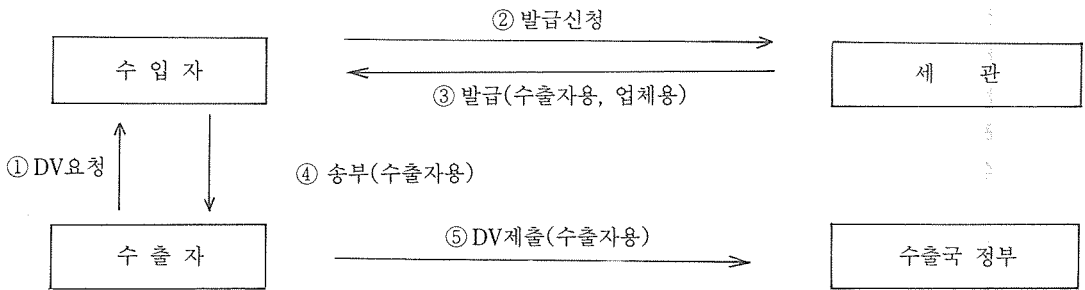 ② 발급신청
수 입 자
세 관
③ 발급(수출자용, 업체용)
① DV요청
④ 송부(수출자용)
⑤ DV제출(수출자용)
수 출 자
수출국 정부